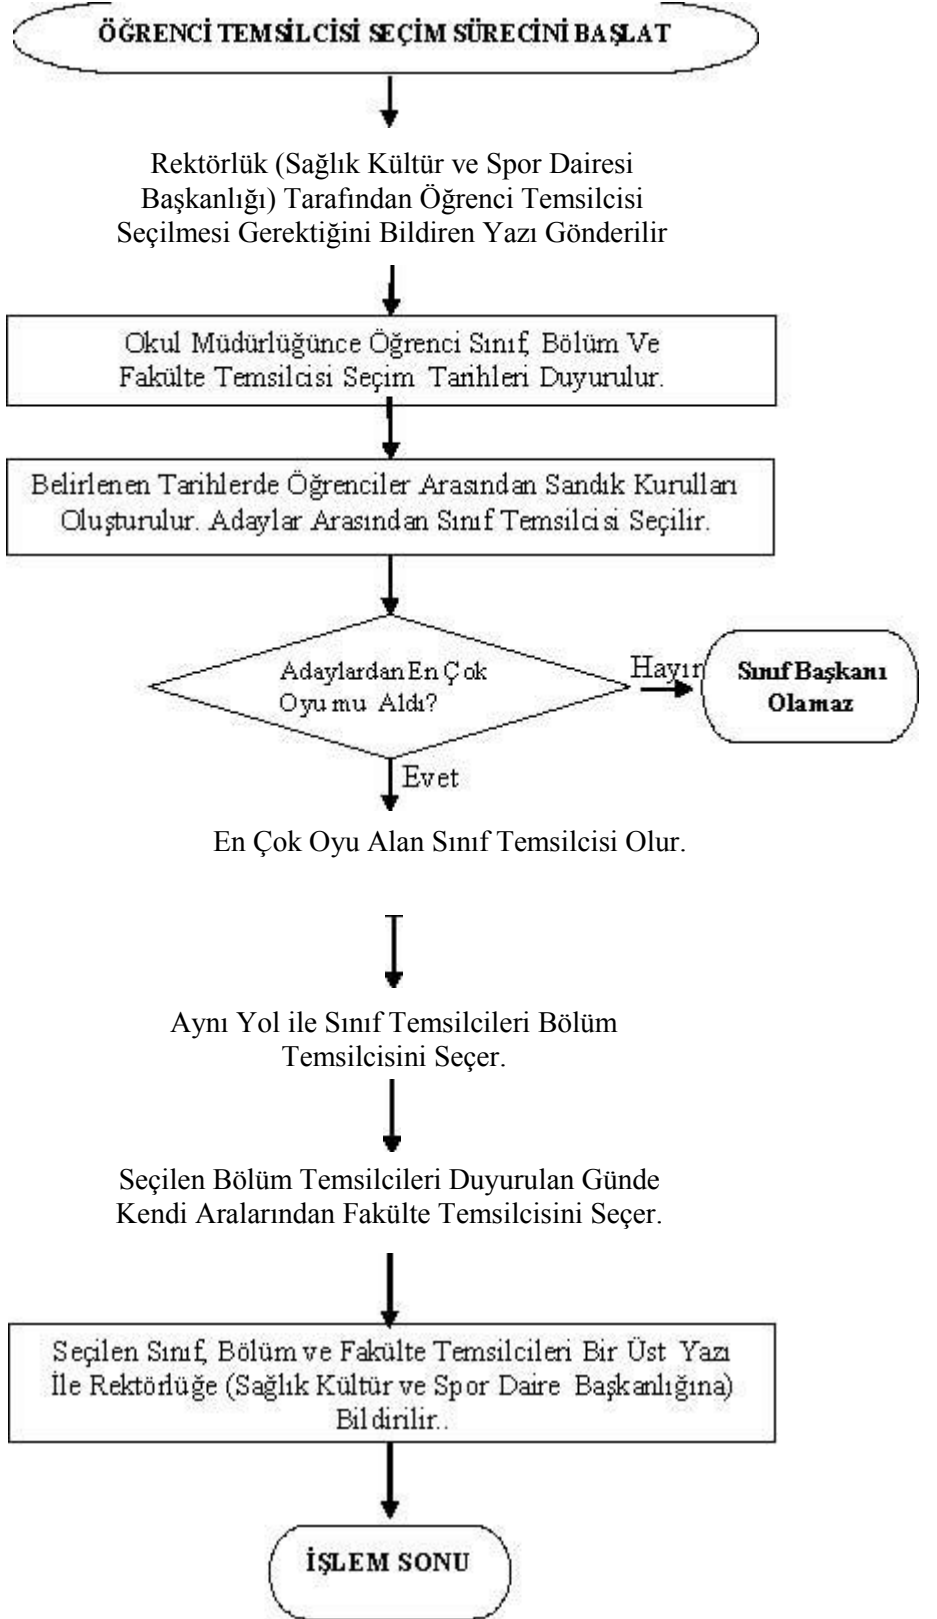 ÖĞRENCİ TEMSİLCİSİ SEÇİM SÜRECİNİ BAŞLAT
Rektörlük (Sağlık Kültür ve Spor Dairesi
Başkanlığı) Tarafından Öğrenci Temsilcisi
Seçilmesi Gerektiğini Bildiren Yazı Gönderilir
Okul Müdürlüğünce Öğrenci Sınıf, Bölüm Ve
Fakülte Temsilcisi Seçim Tarihleri Duyurulur.
Belirlenen Tarihlerde Öğrenciler Arasından Sandık Kurulları
Oluşturulur. Adaylar Arasından Sınıf Temsilcisi Seçilir.
Adaylardan En Çok
Oyu mu Aldı?
Hayır
Sınıf Başkanı
Olamaz
Evet
En Çok Oyu Alan Sınıf Temsilcisi Olur.
Aynı Yol ile Sınıf Temsilcileri Bölüm
Temsilcisini Seçer.
Seçilen Bölüm Temsilcileri Duyurulan Günde
Kendi Aralarından Fakülte Temsilcisini Seçer.
Seçilen Sınıf, Bölüm ve Fakülte Temsilcileri Bir Üst Yazı
İle Rektörlüğe (Sağlık Kültür ve Spor Daire Başkanlığına)
Bildirilir..
İŞLEM SONU